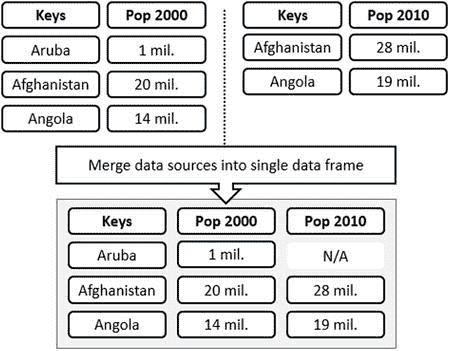 Keys Pop 2000
Aruba 1 mil.
Afghanistan 20 mil.
Angola 14 mil.
Keys Pop 2010
Afghanistan 28 mil.
Angola 19 mil.
Merge data sources into single data frame
Keys Pop 2000 Pop 2010
Aruba 1 mil. N/A
Afghanistan 20 mil. 28 mil.
Angola 14 mil. 19 mil.